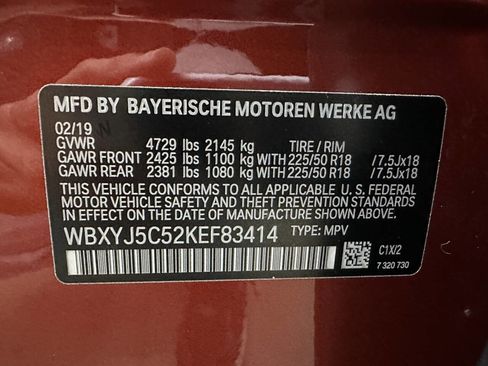 MFD BY BAYERISCHE MOTOREN WERKE AG
02/19
GVWR 4729 lbs 2145 kg TIRE / RIM
GAWR FRONT 2425 lbs 1100 kg WITH 225/50 R18 /7.5Jx18
GAWR REAR 2381 lbs 1080 kg WITH 225/50 R18 /7.5Jx18
THIS VEHICLE CONFORMS TO ALL APPLICABLE U. S. FEDERAL
MOTOR VEHICLE SAFETY, BUMPER, AND THEFT PREVENTION
STANDARDS IN EFFECT ON THE DATE OF MANUFACTURE
SHOWN ABOVE.
WBXYJ5C52KEF83414 TYPE: MPV
C1X/2
7 320 730